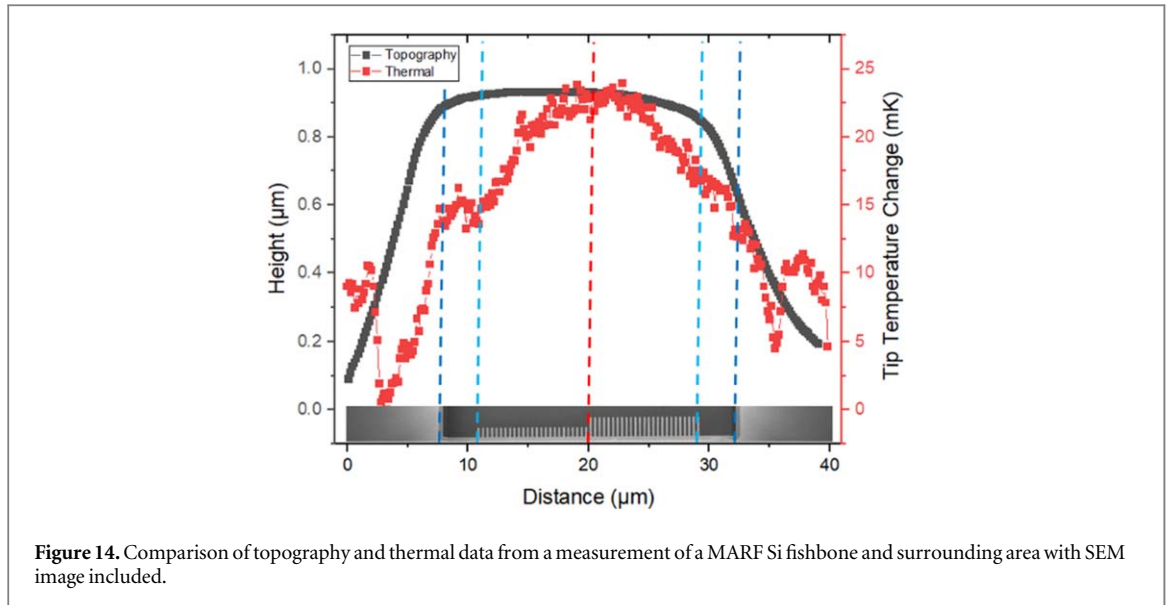 Topography
Thermal
1.0
0.8
0.6
0.4
0.2
0.0
Height (µm)
25
20
15
10
5
0
Tip Temperature Change (mK)
0
10
20
30
40
Distance (µm)
Figure 14. Comparison of topography and thermal data from a measurement of a MARF Si fishbone and surrounding area with SEM
image included.